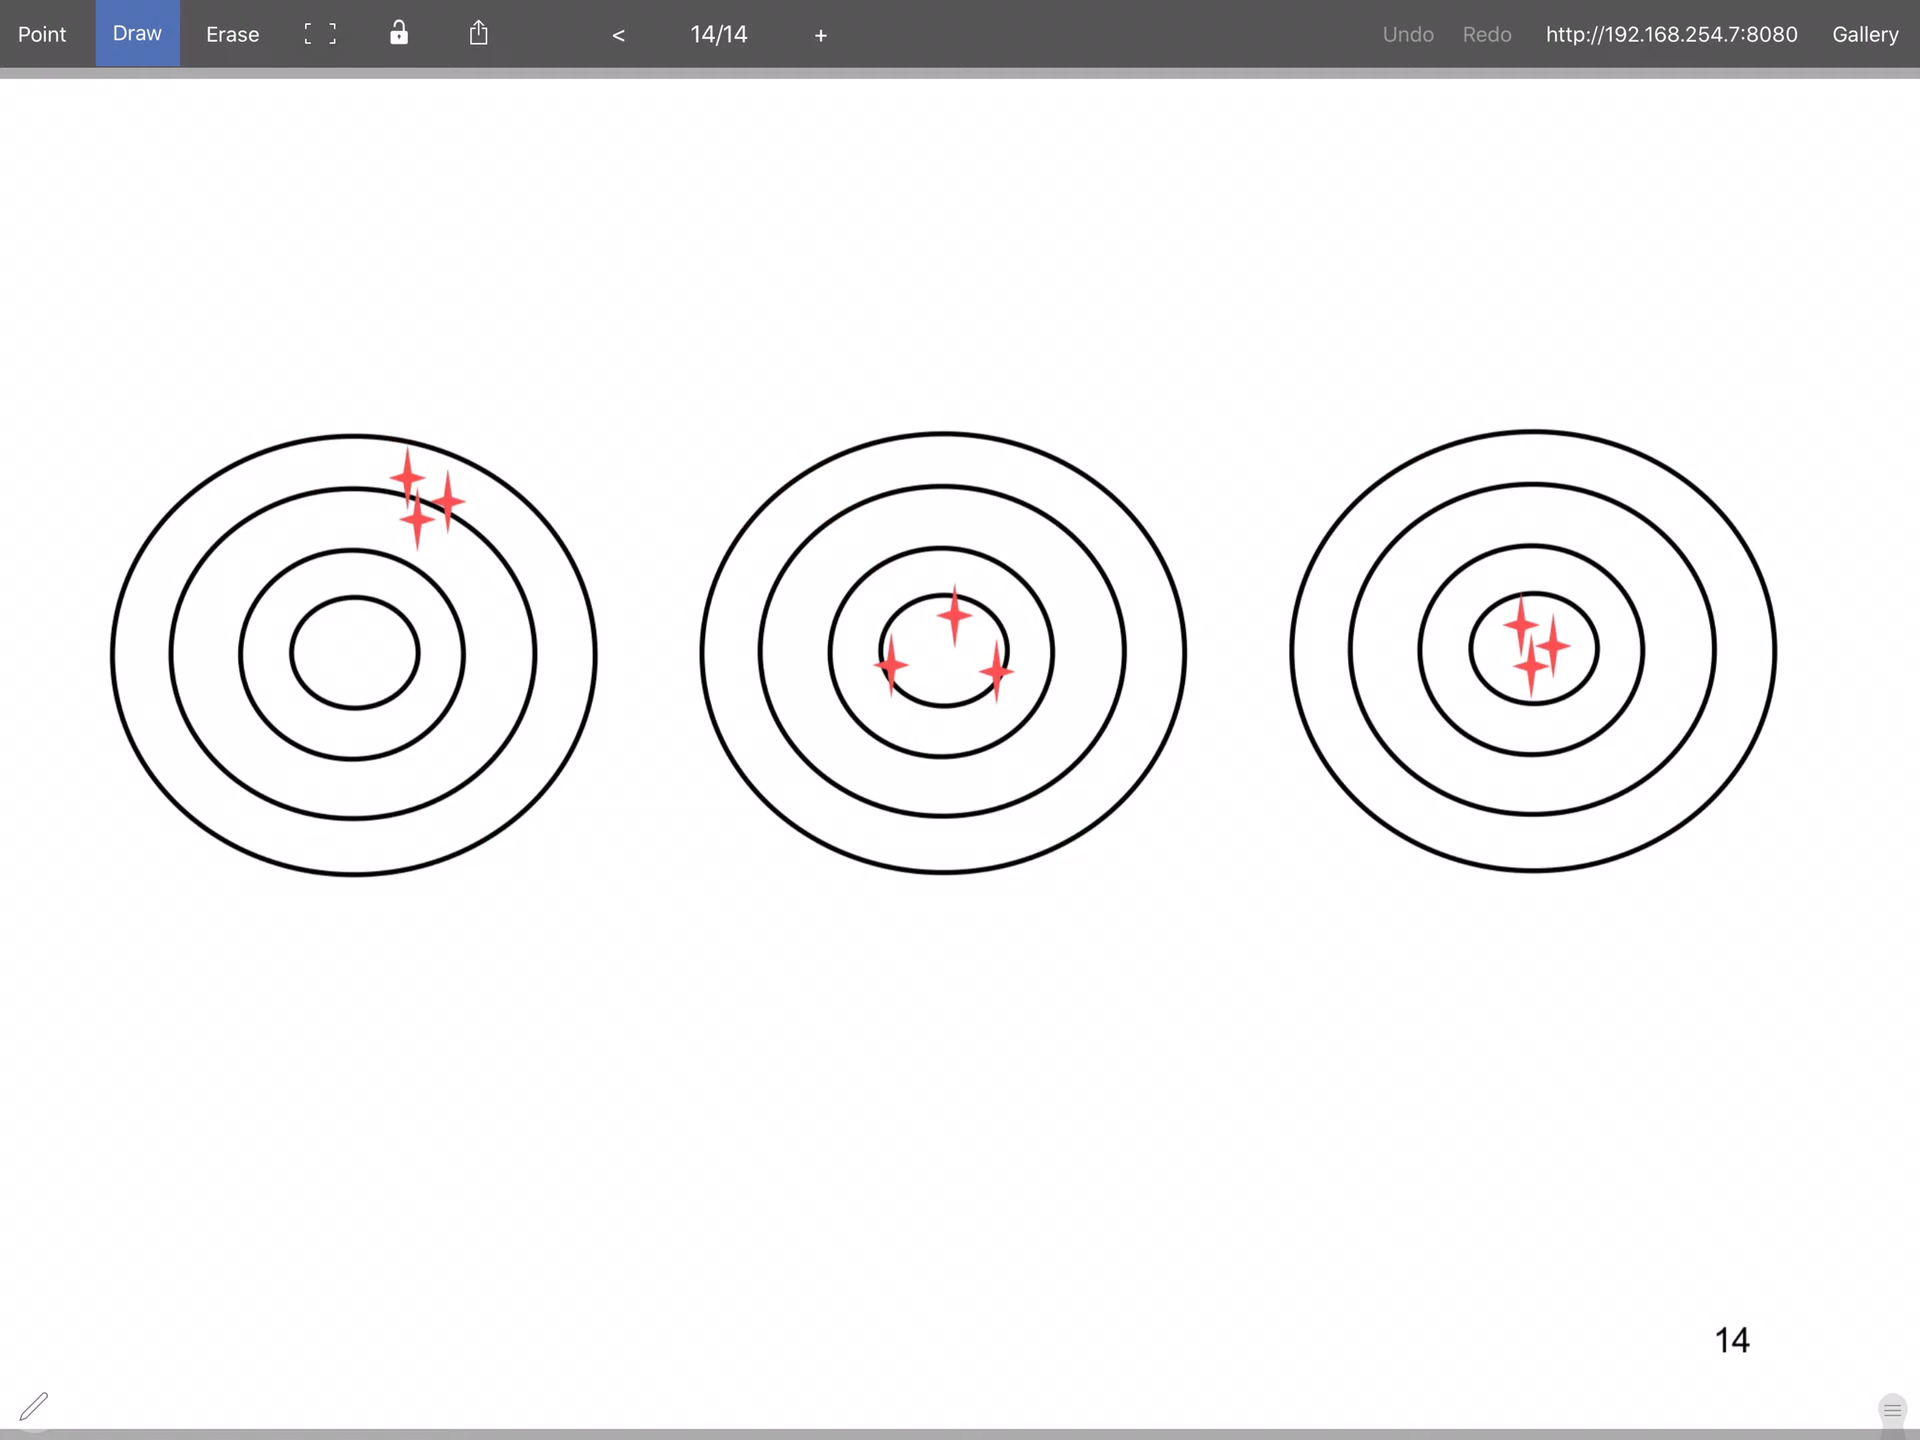 Point Draw Erase < 14/14 + Undo Redo http://192.168.254.7:8080 Gallery
14